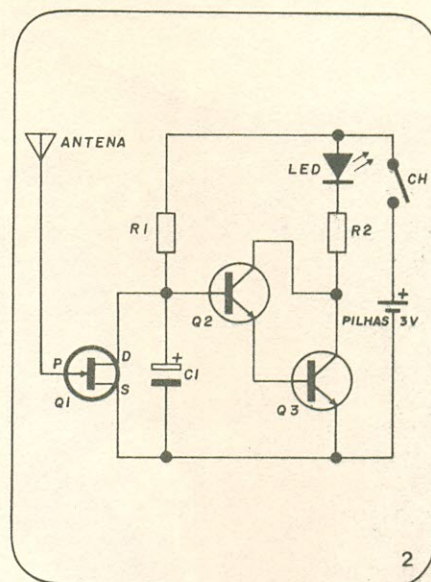 ANTENA
LED
CH
R1
R2
Q2
+
PILHAS 3V
P
D
+
C1
S
Q1
Q3
2